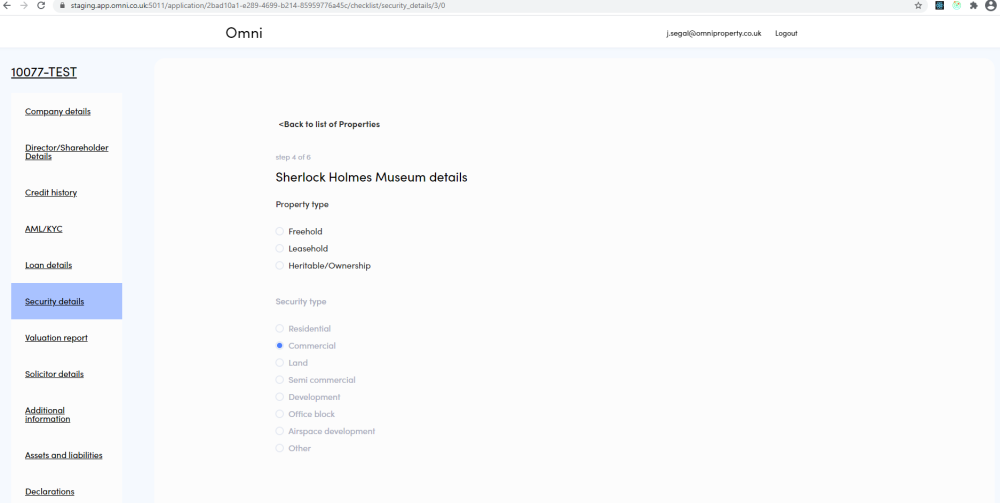 staging.app.omni.co.uk:5011/application/2bad10a1-e289-4699-b214-85959776a45c/checklist/security_details/3/0
Omni
j.segal@omniproperty.co.uk Logout
10077-TEST
Company details
Director/Shareholder
Details
Credit history
AML/KYC
Loan details
Security details
Valuation report
Solicitor details
Additional
information
Assets and liabilities
Declarations
<Back to list of Properties
step 4 of 6
Sherlock Holmes Museum details
Property type
Freehold
Leasehold
Heritable/Ownership
Security type
Residential
Commercial
Land
Semi commercial
Development
Office block
Airspace development
Other